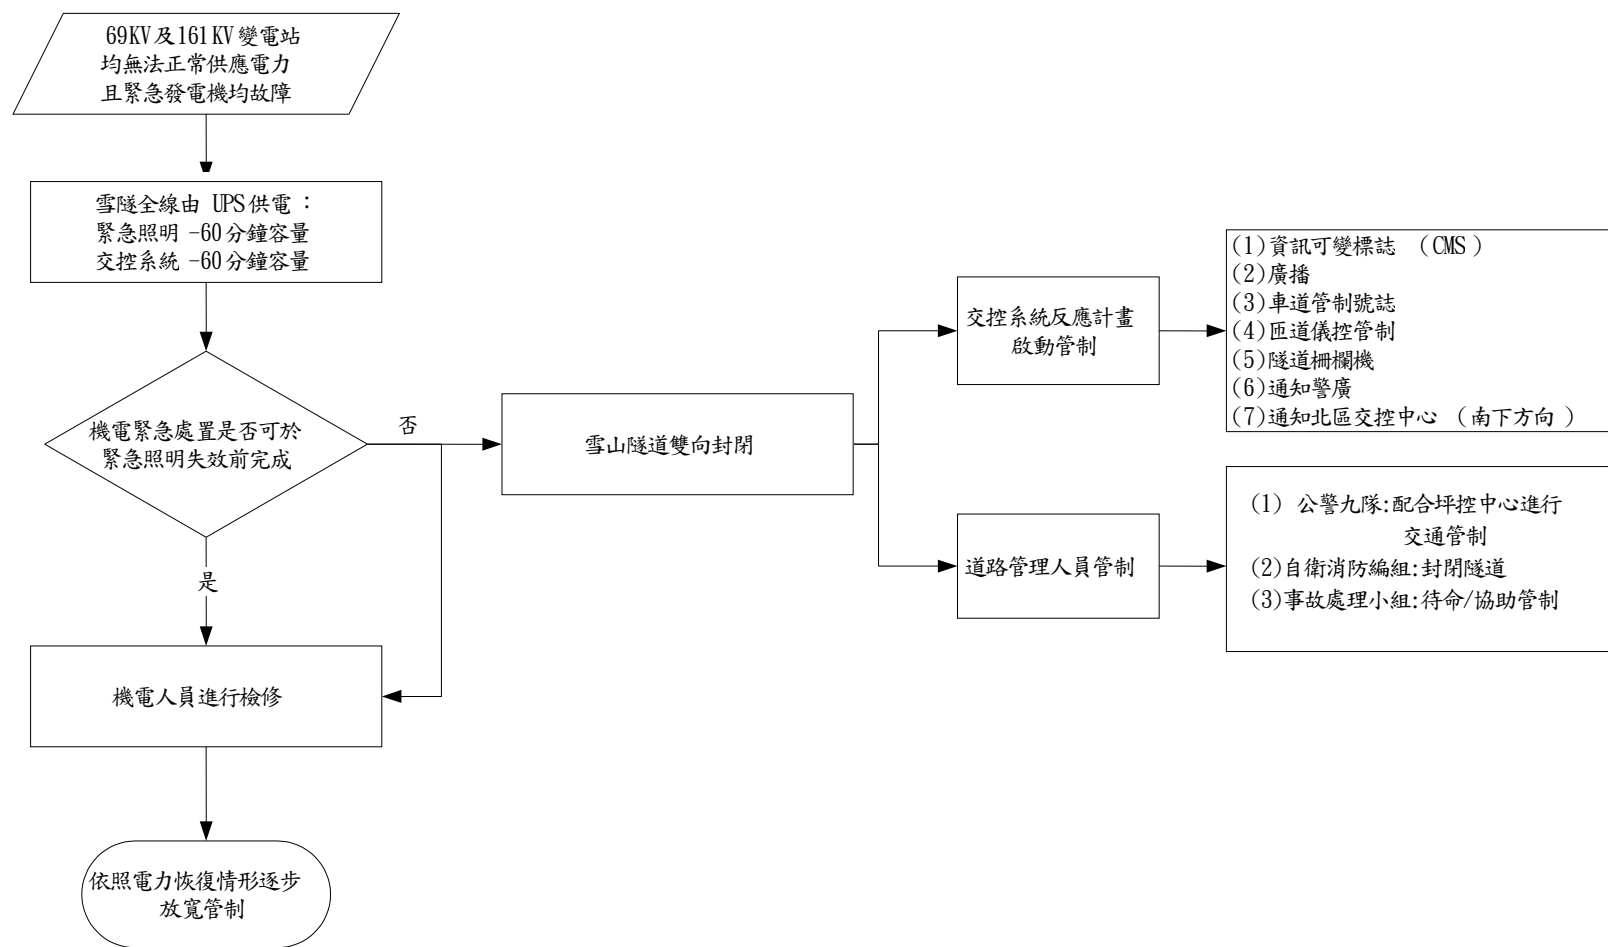 69KV及161KV變電站
均無法正常供應電力
且緊急發電機均故障
雪隧全線由 UPS供電：
緊急照明 -60分鐘容量
交控系統 -60分鐘容量
機電緊急處置是否可於
緊急照明失效前完成
否
是
機電人員進行檢修
依照電力恢復情形逐步
放寬管制
雪山隧道雙向封閉
交控系統反應計畫
啟動管制
(1)資訊可變標誌 （CMS）
(2)廣播
(3)車道管制號誌
(4)匝道儀控管制
(5)隧道柵欄機
(6)通知警廣
(7)通知北區交控中心 （南下方向）
道路管理人員管制
(1) 公警九隊:配合坪控中心進行
交通管制
(2)自衛消防編組:封閉隧道
(3)事故處理小組:待命/協助管制